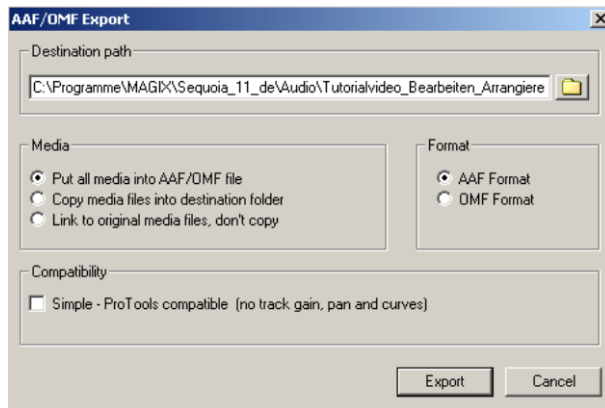 AAF/OMF Export
Destination path
C:\Programme\MAGIX\Sequoia_11_de\Audio\Tutorialvideo_Bearbeiten_Arrangiere
Media
Put all media into AAF/OMF file
Copy media files into destination folder
Link to original media files, don't copy
Format
AAF Format
OMF Format
Compatibility
Simple - ProTools compatible (no track gain, pan and curves)
Export
Cancel